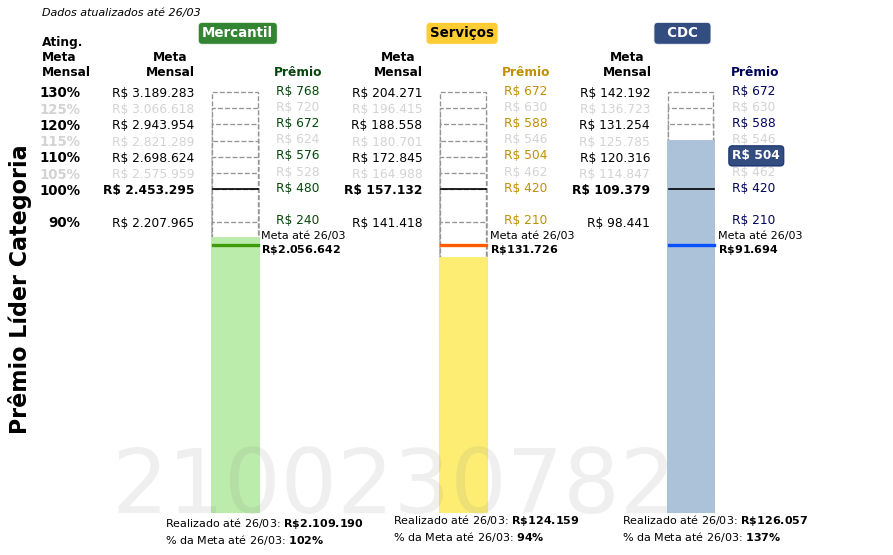 Dados atualizados até 26/03
Mercantil Serviços CDC
Ating.
Meta Meta Meta Meta
Mensal Mensal Prêmio Mensal Prêmio Mensal Prêmio
130% R$ 3.189.283 R$ 768 R$ 204.271 R$ 672 R$ 142.192 R$ 672
125% R$ 3.066.618 R$ 720 R$ 196.415 R$ 630 R$ 136.723 R$ 630
120% R$ 2.943.954 R$ 672 R$ 188.558 R$ 588 R$ 131.254 R$ 588
115% R$ 2.821.289 R$ 624 R$ 180.701 R$ 546 R$ 125.785 R$ 546
110% R$ 2.698.624 R$ 576 R$ 172.845 R$ 504 R$ 120.316 R$ 504
105% R$ 2.575.959 R$ 528 R$ 164.988 R$ 462 R$ 114.847 R$ 462
100% R$ 2.453.295 R$ 480 R$ 157.132 R$ 420 R$ 109.379 R$ 420
90% R$ 2.207.965 R$ 240 R$ 141.418 R$ 210 R$ 98.441 R$ 210
Meta até 26/03 Meta até 26/03 Meta até 26/03
R$2.056.642 R$131.726 R$91.694
Prêmio Líder Categoria
2100230782
Realizado até 26/03: R$2.109.190 Realizado até 26/03: R$124.159 Realizado até 26/03: R$126.057
% da Meta até 26/03: 102% % da Meta até 26/03: 94% % da Meta até 26/03: 137%